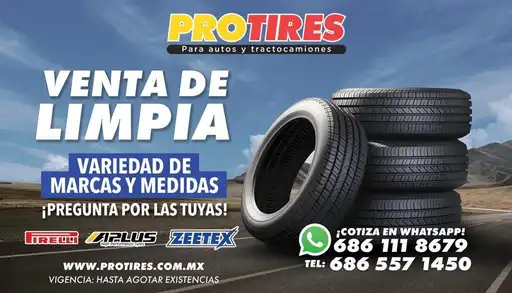 PROTIRES
Para autos y tractocamiones
VENTA DE
LIMPIA
VARIEDAD DE
MARCAS Y MEDIDAS
¡PREGUNTA POR LAS TUYAS!
PIRELLI
APLUS
ZEETEX
¡COTIZA EN WHATSAPP!
686 111 8679
TEL: 686 557 1450
WWW.PROTIRES.COM.MX
VIGENCIA: HASTA AGOTAR EXISTENCIAS